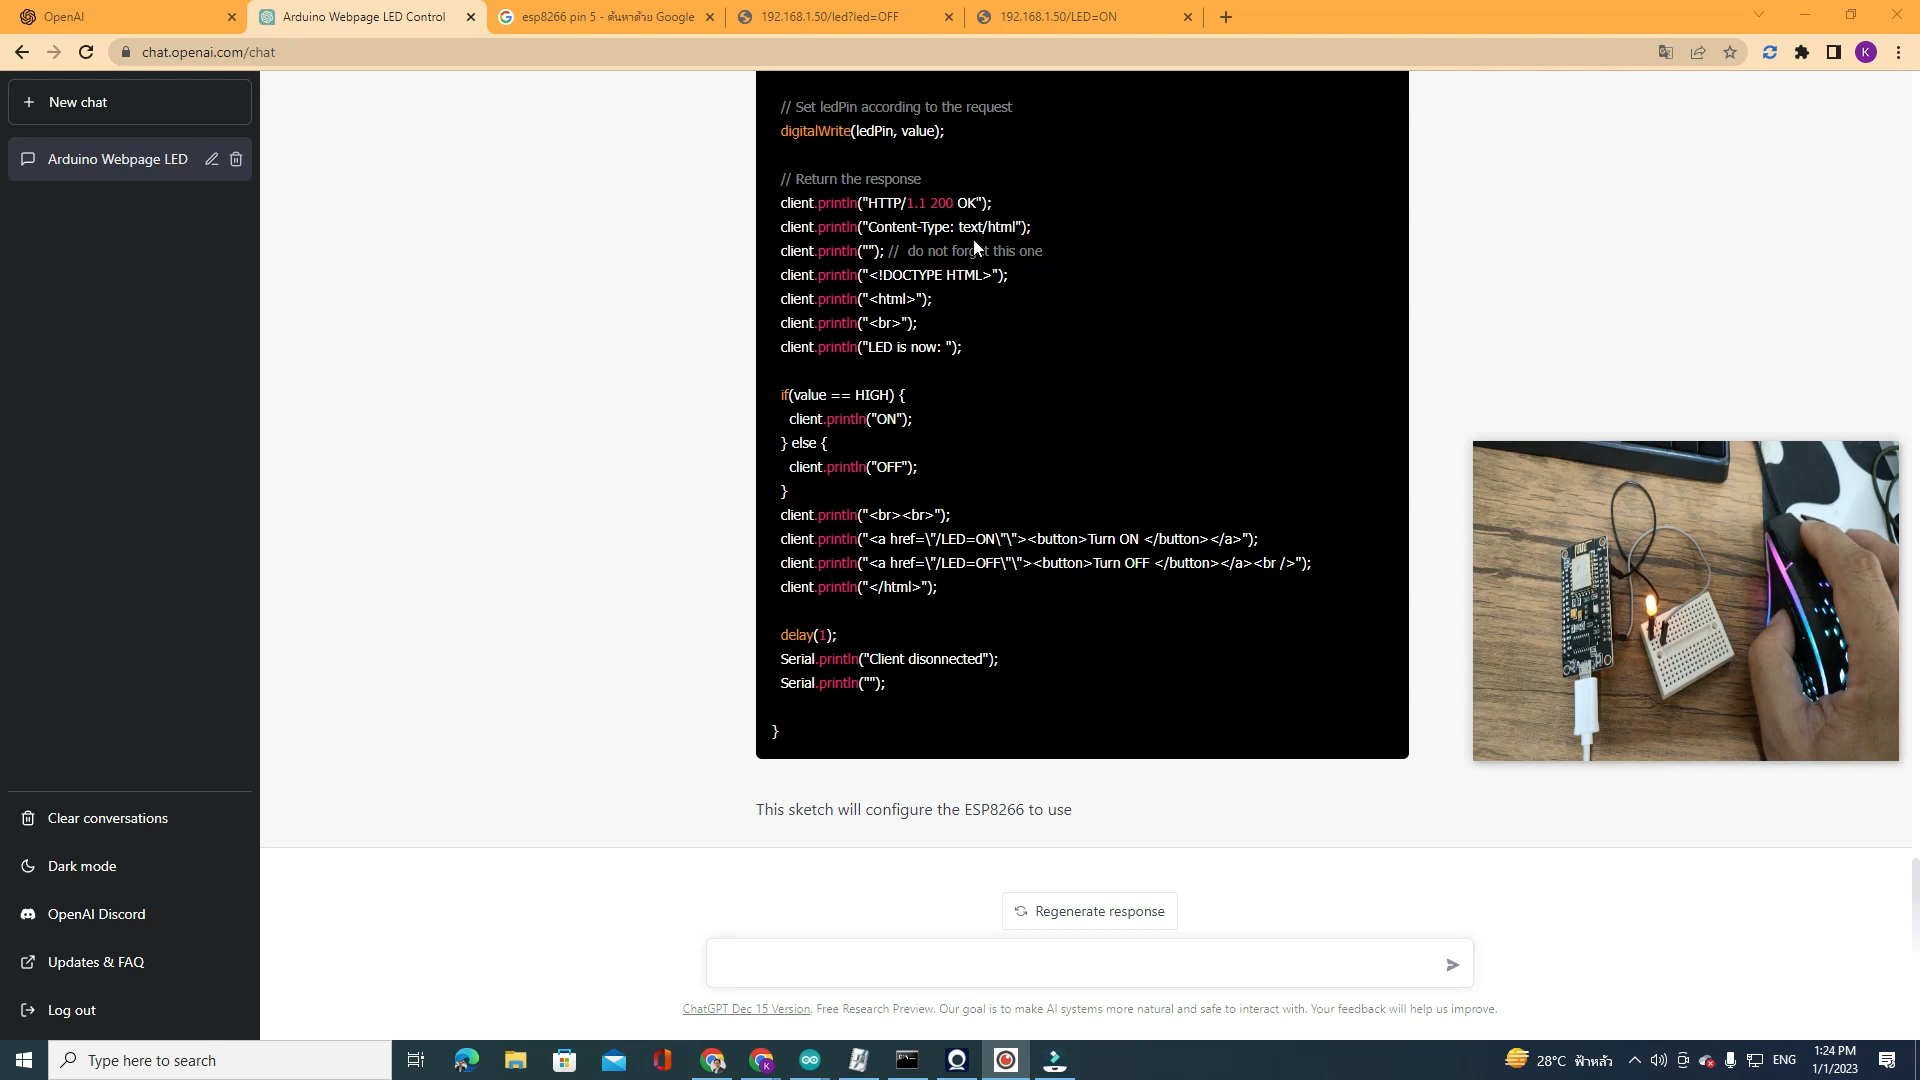 OpenAI
Arduino Webpage LED Control
esp8266 pin 5 - ค้นหาด้วย Google
192.168.1.50/led?led=OFF
192.168.1.50/LED=ON
chat.openai.com/chat
K
New chat
Arduino Webpage LED
// Set ledPin according to the request
digitalWrite(ledPin, value);
// Return the response
client.println("HTTP/1.1 200 OK");
client.println("Content-Type: text/html");
client.println(""); //  do not forget this one
client.println("<!DOCTYPE HTML>");
client.println("<html>");
client.println("<br>");
client.println("LED is now: ");
if(value == HIGH) {
client.println("ON");
} else {
client.println("OFF");
}
client.println("<br><br>");
client.println("<a href=\"/LED=ON\"\"><button>Turn ON </button></a>");
client.println("<a href=\"/LED=OFF\"\"><button>Turn OFF </button></a><br />");
client.println("</html>");
delay(1);
Serial.println("Client disonnected");
Serial.println("");
}
This sketch will configure the ESP8266 to use
Regenerate response
ChatGPT Dec 15 Version. Free Research Preview. Our goal is to make AI systems more natural and safe to interact with. Your feedback will help us improve.
Clear conversations
Dark mode
OpenAI Discord
Updates & FAQ
Log out
Type here to search
28°C ฟ้าหลัว
ENG
1:24 PM
1/1/2023